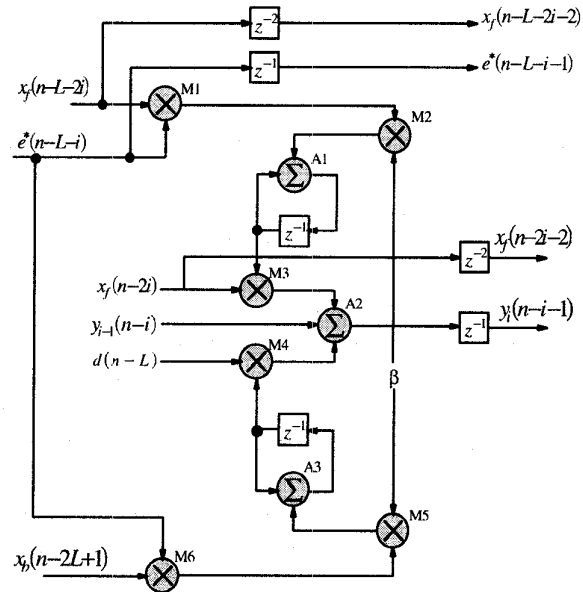 z⁻²
x_f(n-L-2i-2)
z⁻¹
e*(n-L-i-1)
x_f(n-L-2i)
M1
M2
e*(n-L-i)
A1
Σ
z⁻¹
x_f(n-2i-2)
M3
z⁻²
x_f(n-2i)
A2
y_{i-1}(n-i)
Σ
z⁻¹
y_i(n-i-1)
M4
d(n-L)
β
z⁻¹
A3
Σ
M5
x_b(n-2L+1)
M6